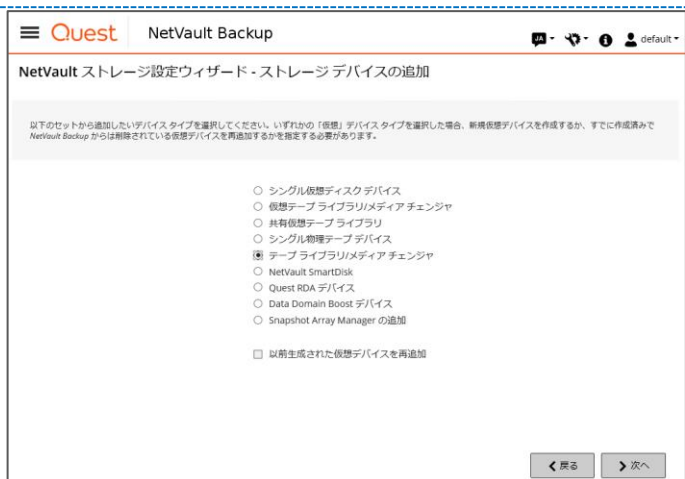 Quest NetVault Backup JA default
NetVault ストレージ設定ウィザード - ストレージ デバイスの追加
以下のセットから追加したいデバイス タイプを選択してください。いずれかの「仮想」デバイス タイプを選択した場合、新規仮想デバイスを作成するか、すでに作成済みで
NetVault Backup からは削除されている仮想デバイスを再追加するかを指定する必要があります。
シングル仮想ディスク デバイス
仮想テープ ライブラリ/メディア チェンジャ
共有仮想テープ ライブラリ
シングル物理テープ デバイス
テープ ライブラリ/メディア チェンジャ
NetVault SmartDisk
Quest RDA デバイス
Data Domain Boost デバイス
Snapshot Array Manager の追加
以前生成された仮想デバイスを再追加
戻る 次へ